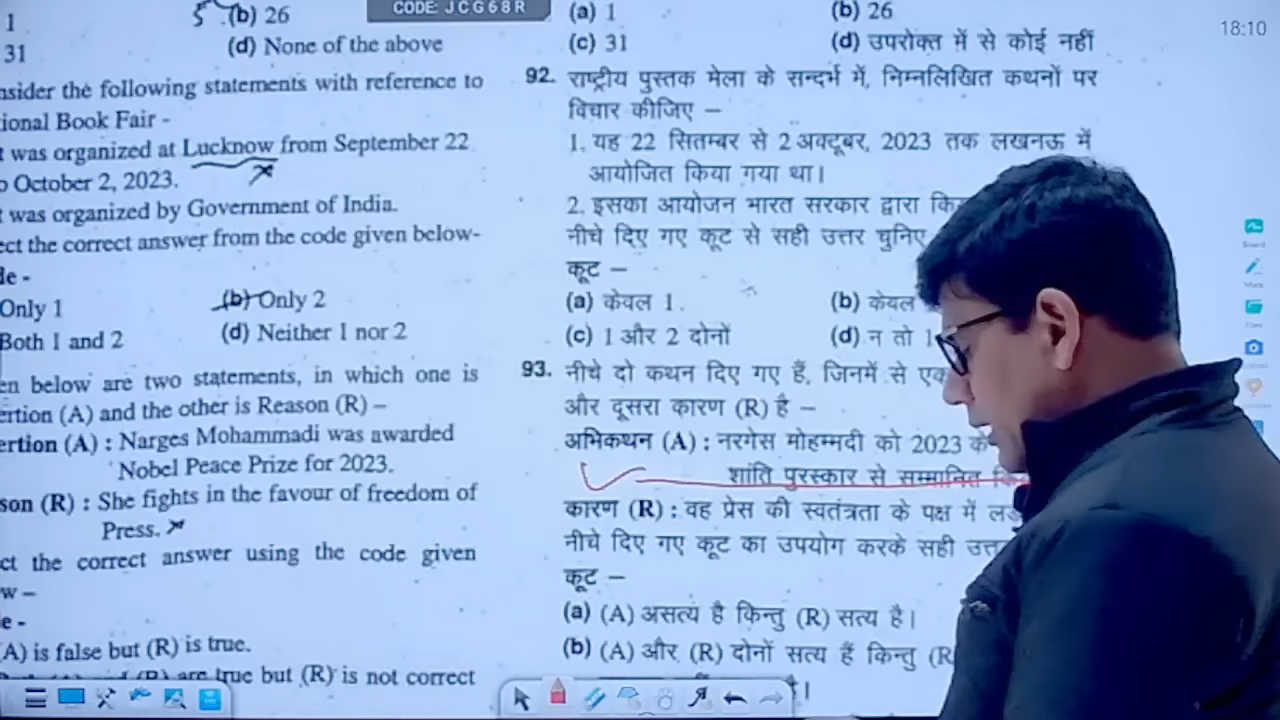 CODE: JCG68R
18:10
1
(b) 26
31
(d) None of the above
nsider the following statements with reference to
ional Book Fair -
t was organized at Lucknow from September 22
o October 2, 2023.
t was organized by Government of India.
ect the correct answer from the code given below-
de -
Only 1
(b) Only 2
Both 1 and 2
(d) Neither 1 nor 2
en below are two statements, in which one is
ertion (A) and the other is Reason (R) –
ertion (A) : Narges Mohammadi was awarded
Nobel Peace Prize for 2023.
son (R) : She fights in the favour of freedom of
Press.
ct the correct answer using the code given
w –
e -
(A) is false but (R) is true.
(R) are true but (R) is not correct
(a) 1
(b) 26
(c) 31
(d) उपरोक्त में से कोई नहीं
92. राष्ट्रीय पुस्तक मेला के सन्दर्भ में, निम्नलिखित कथनों पर
विचार कीजिए –
1. यह 22 सितम्बर से 2 अक्टूबर, 2023 तक लखनऊ में
आयोजित किया गया था।
2. इसका आयोजन भारत सरकार द्वारा कि
नीचे दिए गए कूट से सही उत्तर चुनिए
कूट –
(a) केवल 1.
(b) केवल
(c) 1 और 2 दोनों
(d) न तो 1
93. नीचे दो कथन दिए गए हैं, जिनमें से एक
और दूसरा कारण (R) है –
अभिकथन (A) : नरगेस मोहम्मदी को 2023 के
शांति पुरस्कार से सम्मानित कि
कारण (R) : वह प्रेस की स्वतंत्रता के पक्ष में लड
नीचे दिए गए कूट का उपयोग करके सही उत्त
कूट –
(a) (A) असत्य है किन्तु (R) सत्य है।
(b) (A) और (R) दोनों सत्य हैं किन्तु (R